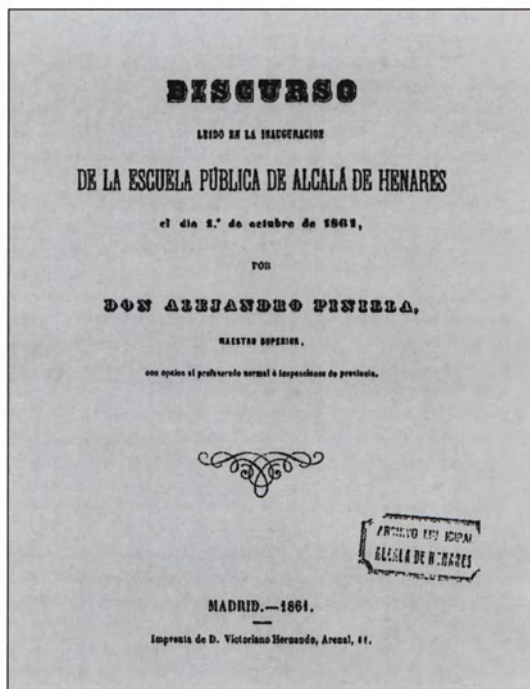 DISCURSO
LEIDO EN LA INAUGURACION
DE LA ESCUELA PÚBLICA DE ALCALÁ DE HENARES
el dia 1.º de octubre de 1861,
POR
DON ALEJANDRO PINILLA,
MAESTRO SUPERIOR,
con opcion al profesorado normal é inspecciones de provincia.
ARCHIVO MUNICIPAL
ALCALA DE HENARES
MADRID.—1861.
Imprenta de D. Victoriano Hernando, Arenal, 11.